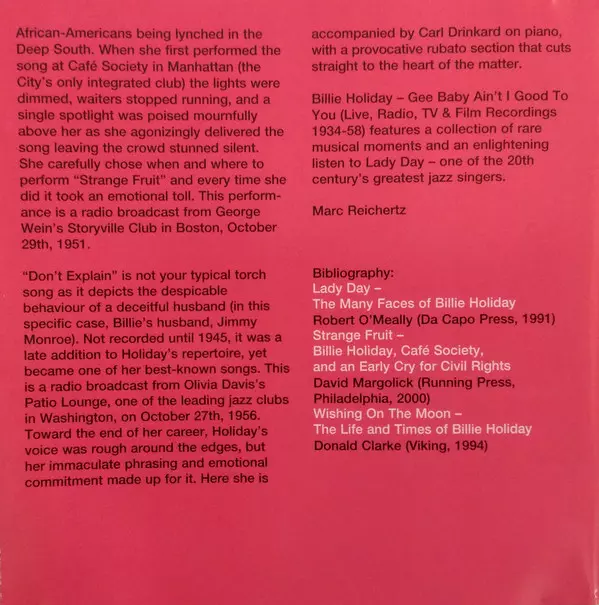 African-Americans being lynched in the
Deep South. When she first performed the
song at Café Society in Manhattan (the
City's only integrated club) the lights were
dimmed, waiters stopped running, and a
single spotlight was poised mournfully
above her as she agonizingly delivered the
song leaving the crowd stunned silent.
She carefully chose when and where to
perform “Strange Fruit” and every time she
did it took an emotional toll. This perform-
ance is a radio broadcast from George
Wein's Storyville Club in Boston, October
29th, 1951.
“Don't Explain” is not your typical torch
song as it depicts the despicable
behaviour of a deceitful husband (in this
specific case, Billie's husband, Jimmy
Monroe). Not recorded until 1945, it was a
late addition to Holiday's repertoire, yet
became one of her best-known songs. This
is a radio broadcast from Olivia Davis's
Patio Lounge, one of the leading jazz clubs
in Washington, on October 27th, 1956.
Toward the end of her career, Holiday's
voice was rough around the edges, but
her immaculate phrasing and emotional
commitment made up for it. Here she is
accompanied by Carl Drinkard on piano,
with a provocative rubato section that cuts
straight to the heart of the matter.
Billie Holiday – Gee Baby Ain't I Good To
You (Live, Radio, TV & Film Recordings
1934-58) features a collection of rare
musical moments and an enlightening
listen to Lady Day – one of the 20th
century's greatest jazz singers.
Marc Reichertz
Bibliography:
Lady Day –
The Many Faces of Billie Holiday
Robert O'Meally (Da Capo Press, 1991)
Strange Fruit –
Billie Holiday, Café Society,
and an Early Cry for Civil Rights
David Margolick (Running Press,
Philadelphia, 2000)
Wishing On The Moon –
The Life and Times of Billie Holiday
Donald Clarke (Viking, 1994)